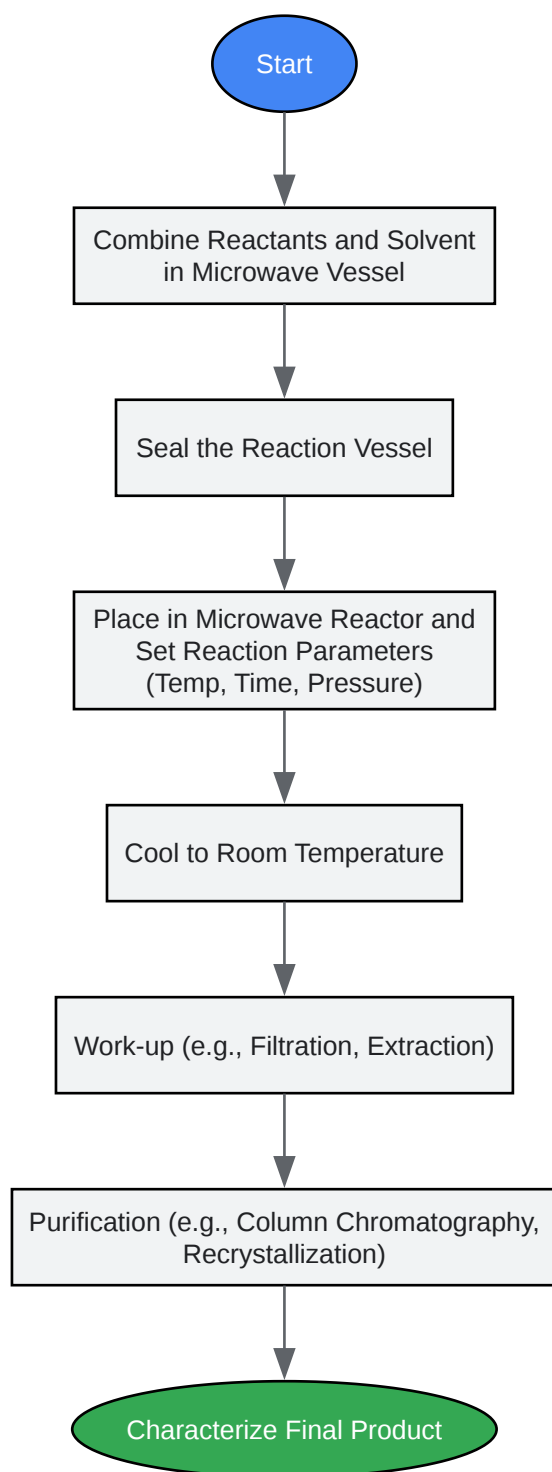 Start
Combine Reactants and Solvent
in Microwave Vessel
Seal the Reaction Vessel
Place in Microwave Reactor and
Set Reaction Parameters
(Temp, Time, Pressure)
Cool to Room Temperature
Work-up (e.g., Filtration, Extraction)
Purification (e.g., Column Chromatography,
Recrystallization)
Characterize Final Product